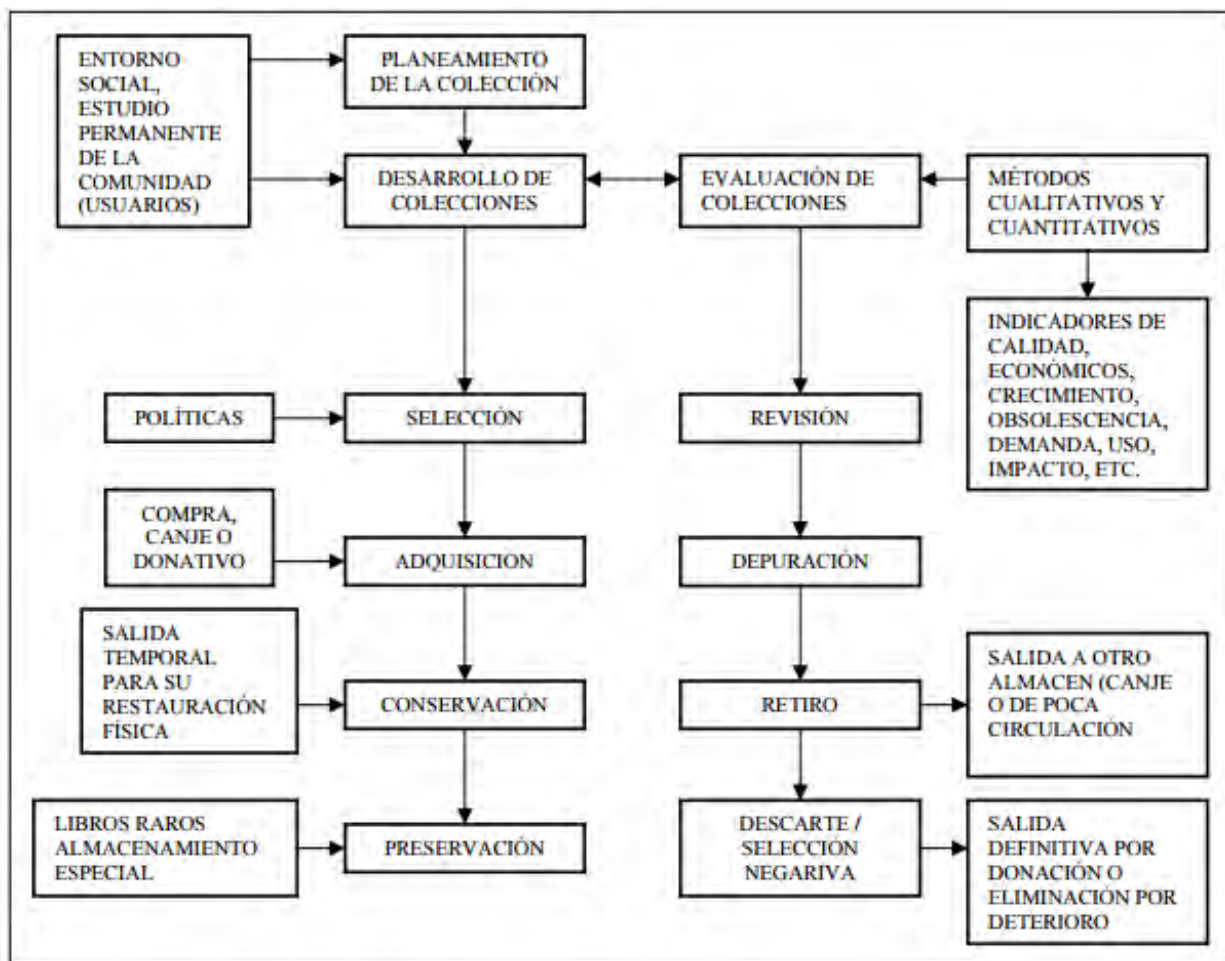 ENTORNO
SOCIAL,
ESTUDIO
PERMANENTE
DE LA
COMUNIDAD
(USUARIOS)
PLANEAMIENTO
DE LA COLECCIÓN
DESARROLLO DE
COLECCIONES
EVALUACIÓN DE
COLECCIONES
MÉTODOS
CUALITATIVOS Y
CUANTITATIVOS
INDICADORES DE
CALIDAD,
ECONÓMICOS,
CRECIMIENTO,
OBSOLESCENCIA,
DEMANDA, USO,
IMPACTO, ETC.
POLÍTICAS
SELECCIÓN
REVISIÓN
COMPRA,
CANJE O
DONATIVO
ADQUISICIÓN
DEPURACIÓN
SALIDA
TEMPORAL
PARA SU
RESTAURACIÓN
FÍSICA
CONSERVACIÓN
RETIRO
SALIDA A OTRO
ALMACEN (CANJE
O DE POCA
CIRCULACIÓN
LIBROS RAROS
ALMACENAMIENTO
ESPECIAL
PRESERVACIÓN
DESCARTE /
SELECCIÓN
NEGARIVA
SALIDA
DEFINITIVA POR
DONACIÓN O
ELIMINACIÓN POR
DETERIORO